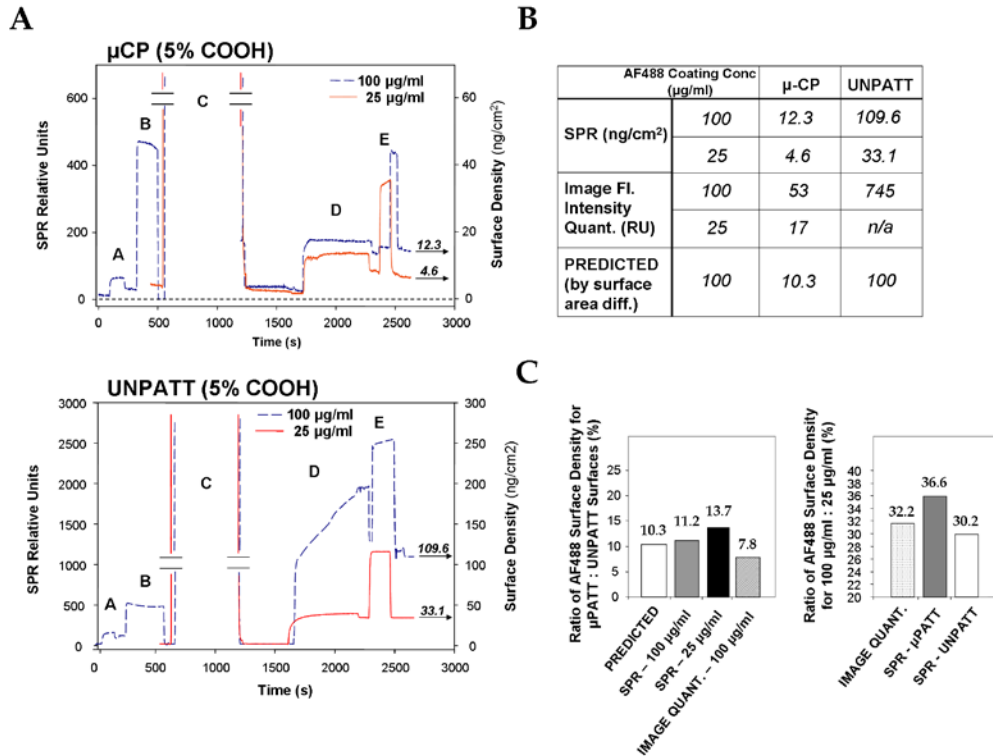 A
µCP (5% COOH)
100 µg/ml
25 µg/ml
SPR Relative Units
600
400
200
0
A
B
C
D
E
12.3
4.6
60
40
20
0
Surface Density (ng/cm²)
0 500 1000 1500 2000 2500 3000
Time (s)
UNPATT (5% COOH)
100 µg/ml
25 µg/ml
SPR Relative Units
3000
2500
2000
1500
1000
500
0
A
B
C
D
E
109.6
33.1
300
250
200
150
100
50
0
Surface Density (ng/cm2)
0 500 1000 1500 2000 2500 3000
Time (s)
B
AF488 Coating Conc (µg/ml) µ-CP UNPATT
SPR (ng/cm²) 100 12.3 109.6
25 4.6 33.1
Image Fl. Intensity Quant. (RU) 100 53 745
25 17 n/a
PREDICTED (by surface area diff.) 100 10.3 100
C
Ratio of AF488 Surface Density for
µPATT : UNPATT Surfaces (%)
25
20
15
10
5
0
10.3
11.2
13.7
7.8
PREDICTED
SPR – 100 µg/ml
SPR – 25 µg/ml
IMAGE QUANT. – 100 µg/ml
Ratio of AF488 Surface Density
for 100 µg/ml : 25 µg/ml (%)
40
38
36
34
32
30
28
26
24
22
20
32.2
36.6
30.2
IMAGE QUANT.
SPR - µPATT
SPR - UNPATT